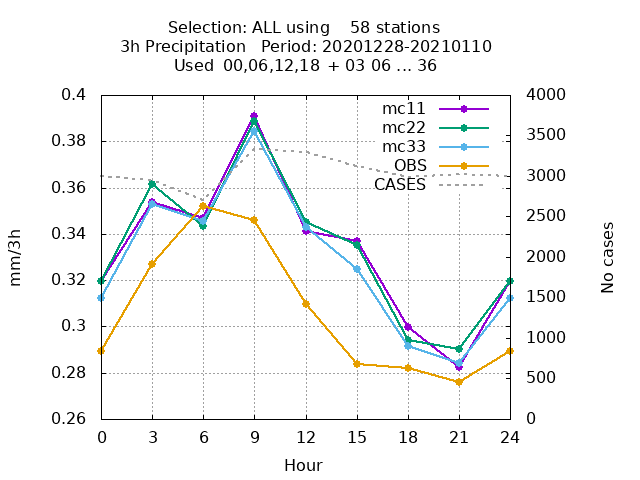 Selection: ALL using    58 stations
3h Precipitation   Period: 20201228-20210110
Used  00,06,12,18 + 03 06 ... 36
mc11
mc22
mc33
OBS
CASES
0.4
0.38
0.36
0.34
0.32
0.3
0.28
0.26
mm/3h
4000
3500
3000
2500
2000
1500
1000
500
0
No cases
0 3 6 9 12 15 18 21 24
Hour